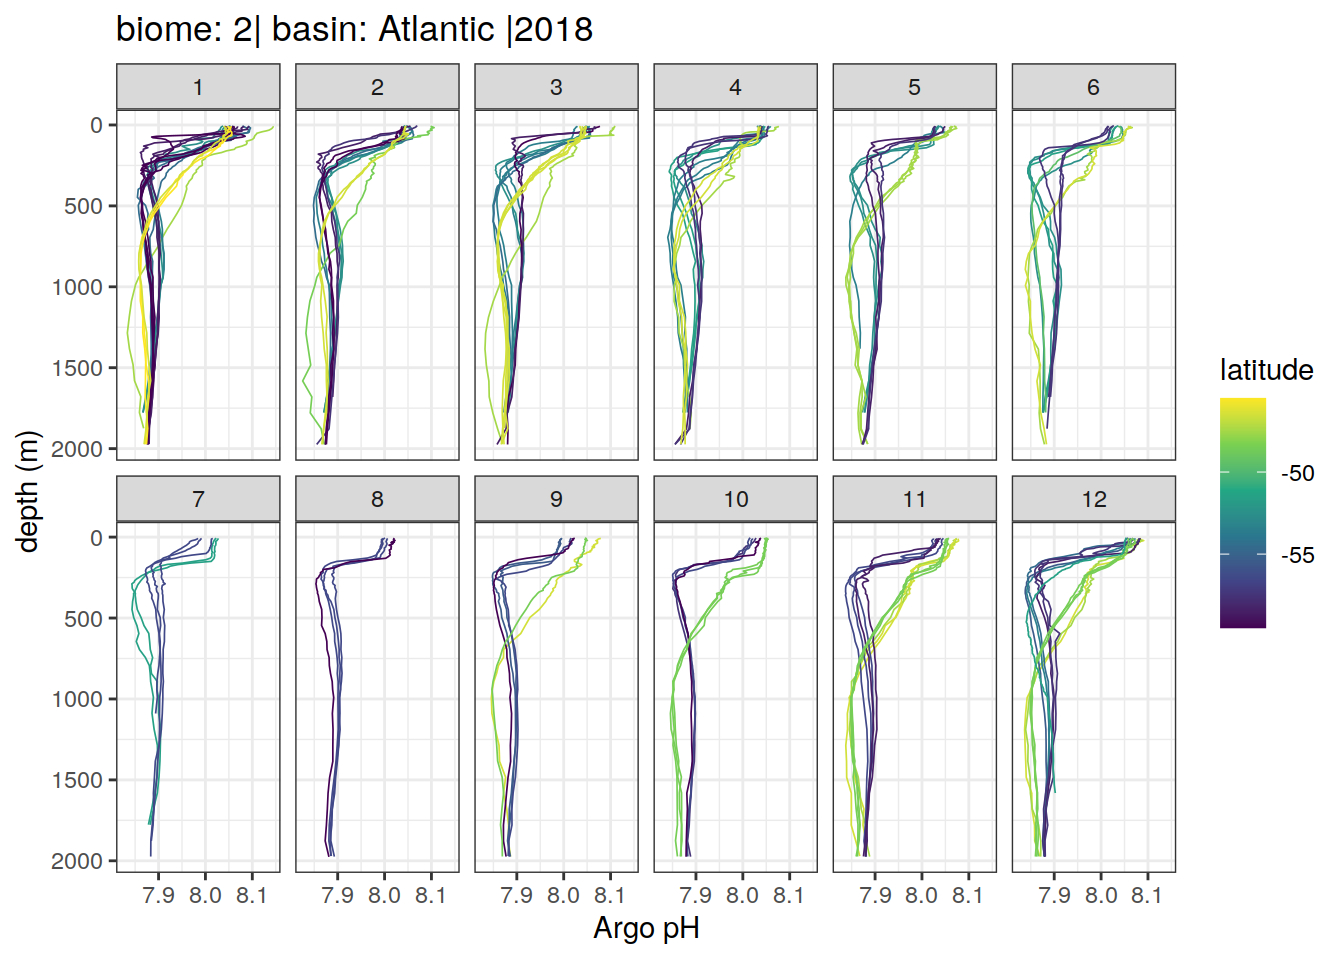 biome: 2| basin: Atlantic |2018
1 2 3 4 5 6
0
500
1000
1500
2000
7 8 9 10 11 12
0
500
1000
1500
2000
7.9 8.0 8.1 7.9 8.0 8.1 7.9 8.0 8.1 7.9 8.0 8.1 7.9 8.0 8.1 7.9 8.0 8.1
Argo pH
depth (m)
latitude
-50
-55